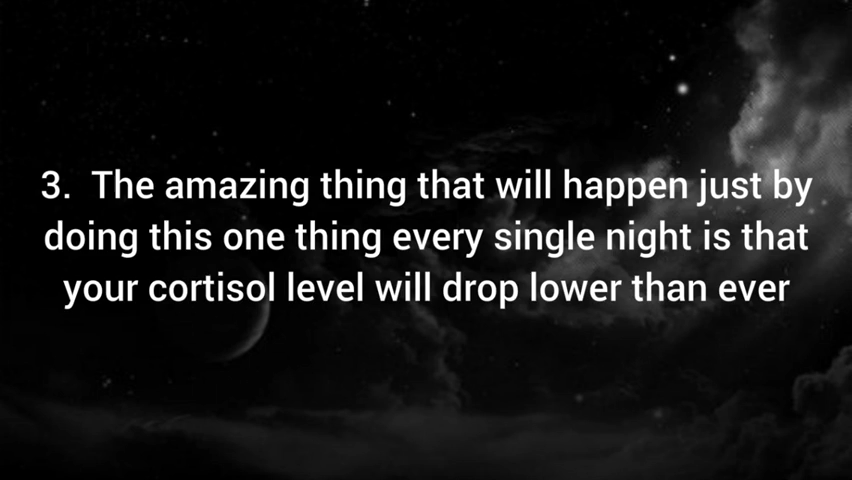 3.  The amazing thing that will happen just by
doing this one thing every single night is that
your cortisol level will drop lower than ever